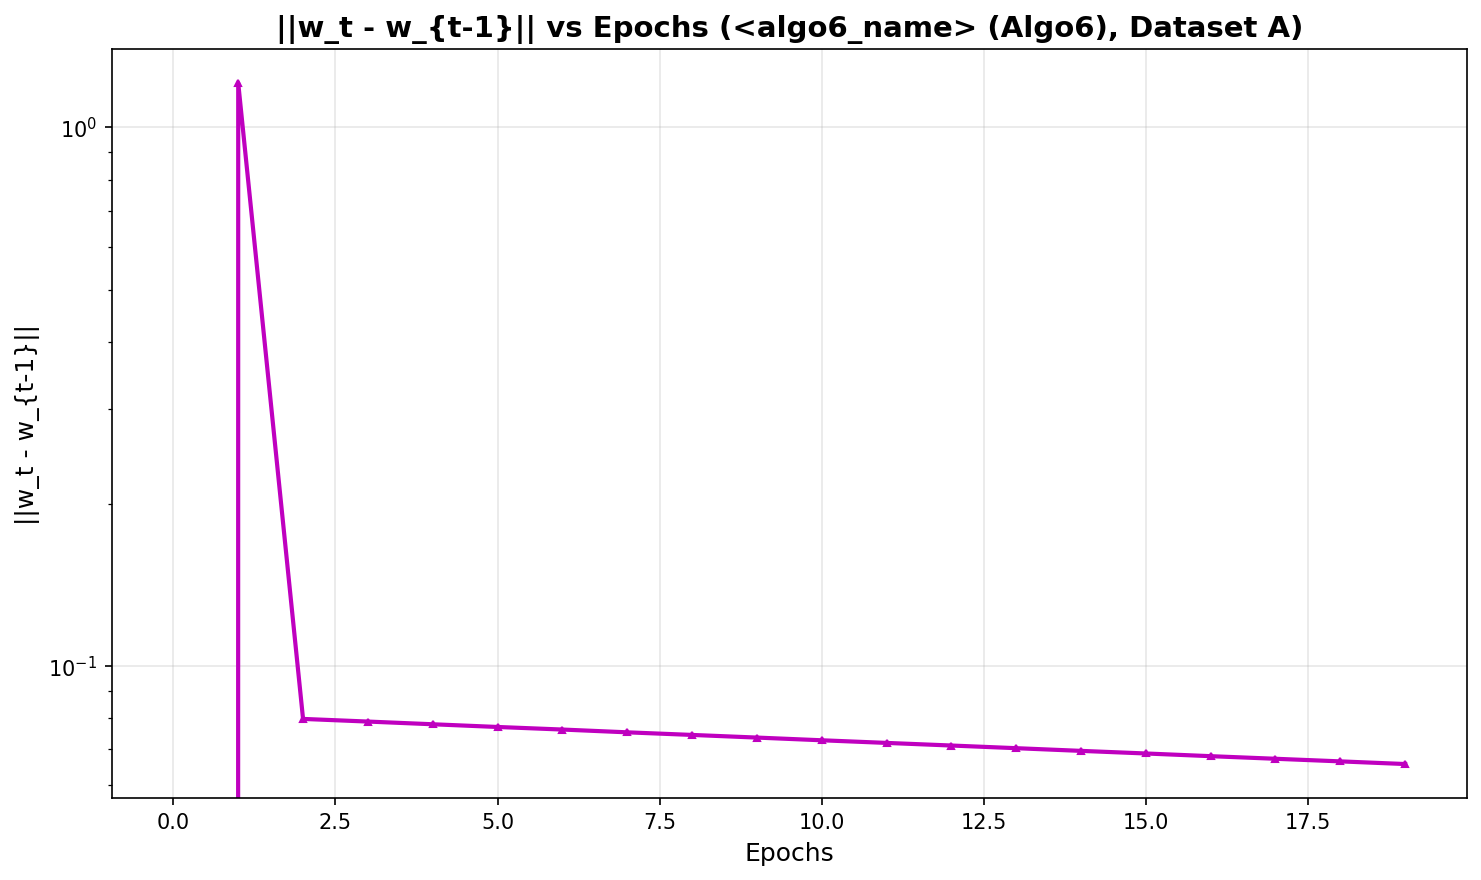 ||w_t - w_{t-1}|| vs Epochs (<algo6_name> (Algo6), Dataset A)
||w_t - w_{t-1}||
10^0
10^-1
0.0 2.5 5.0 7.5 10.0 12.5 15.0 17.5
Epochs